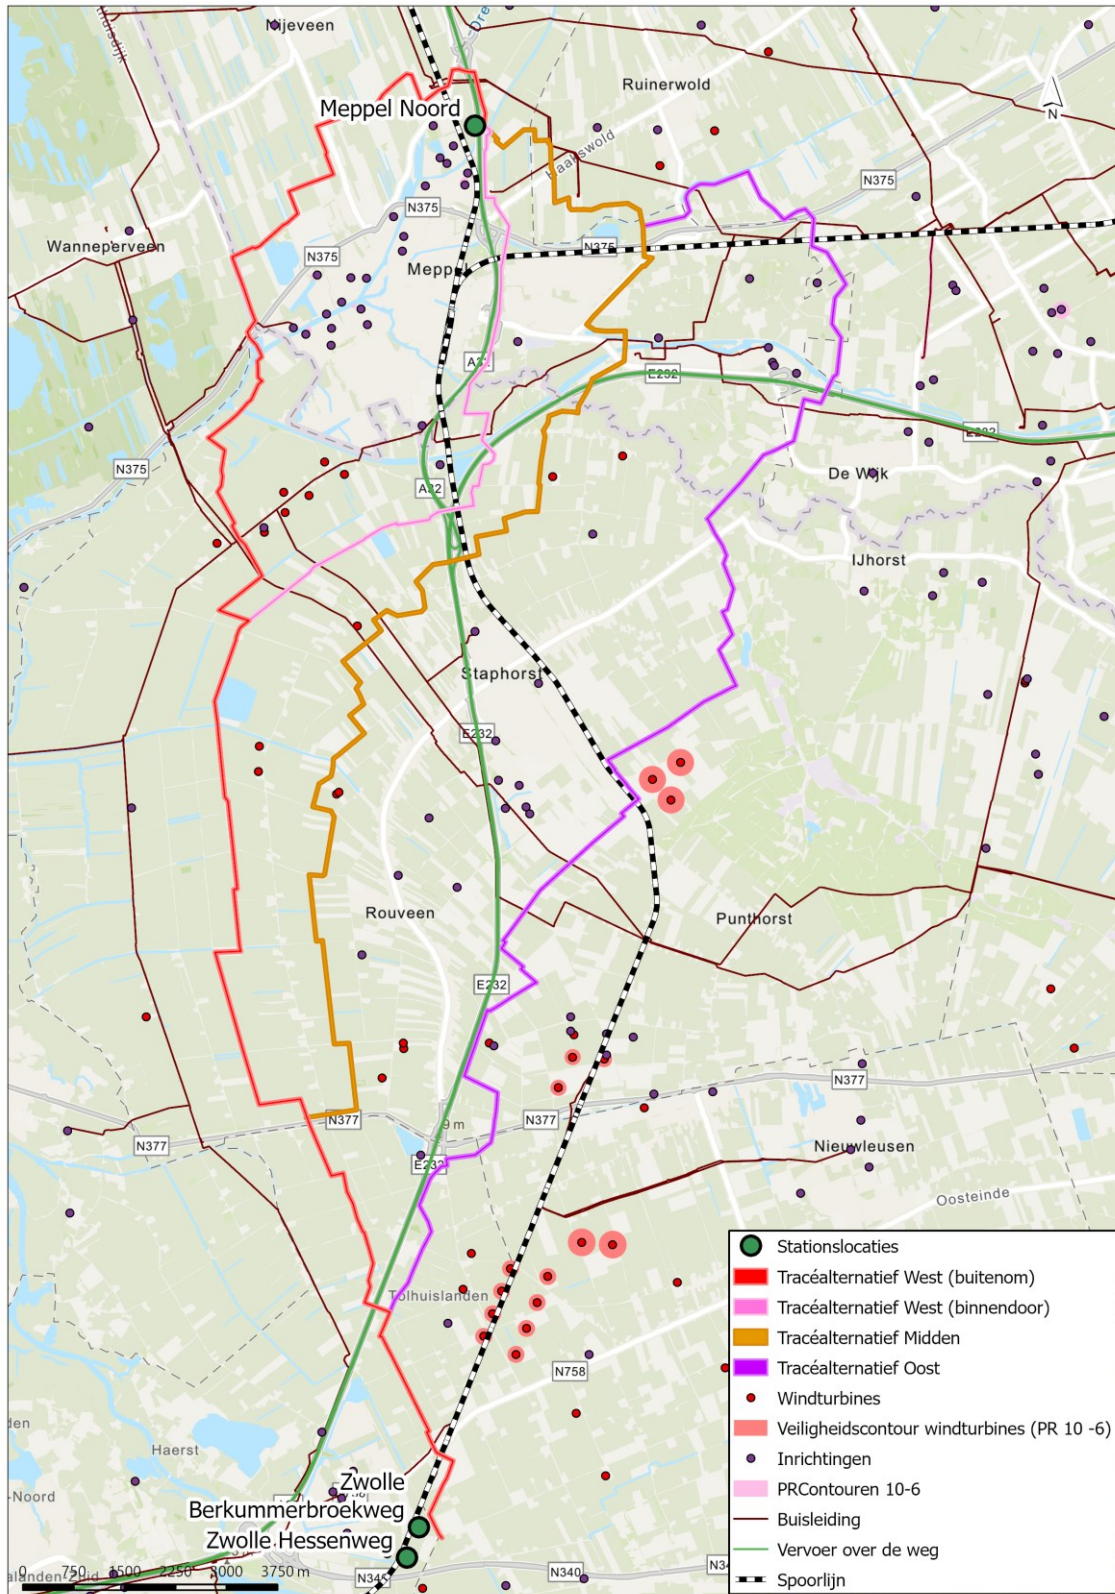 Nijeveen
Ruinerwold
Meppel Noord
Haakswold
N
N375
N375
Wanneperveen
N375
N375
A32
E232
E232
N375
De Wijk
A32
IJhorst
Staphorst
E232
Rouveen
Punthorst
E232
N377
N377
N377
N377
9 m
Nieuwleusen
E232
Oosteinde
Tolhuislanden
N758
Haerst
Zwolle
Berkummerbroekweg
Zwolle Hessenweg
N340
0 750 1500 2250 3000 3750 m
Stationslocaties
Tracéalternatief West (buitenom)
Tracéalternatief West (binnendoor)
Tracéalternatief Midden
Tracéalternatief Oost
Windturbines
Veiligheidscontour windturbines (PR 10 -6)
Inrichtingen
PRContouren 10-6
Buisleiding
Vervoer over de weg
Spoorlijn